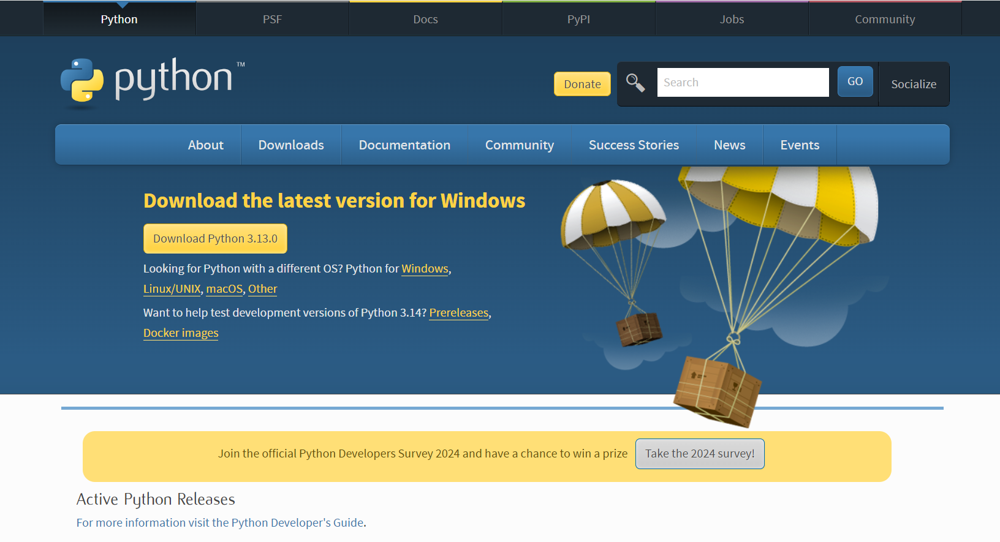 Python PSF Docs PyPI Jobs Community
python™
Donate Search GO Socialize
About Downloads Documentation Community Success Stories News Events
Download the latest version for Windows
Download Python 3.13.0
Looking for Python with a different OS? Python for Windows,
Linux/UNIX, macOS, Other
Want to help test development versions of Python 3.14? Prereleases,
Docker images
Join the official Python Developers Survey 2024 and have a chance to win a prize Take the 2024 survey!
Active Python Releases
For more information visit the Python Developer's Guide.